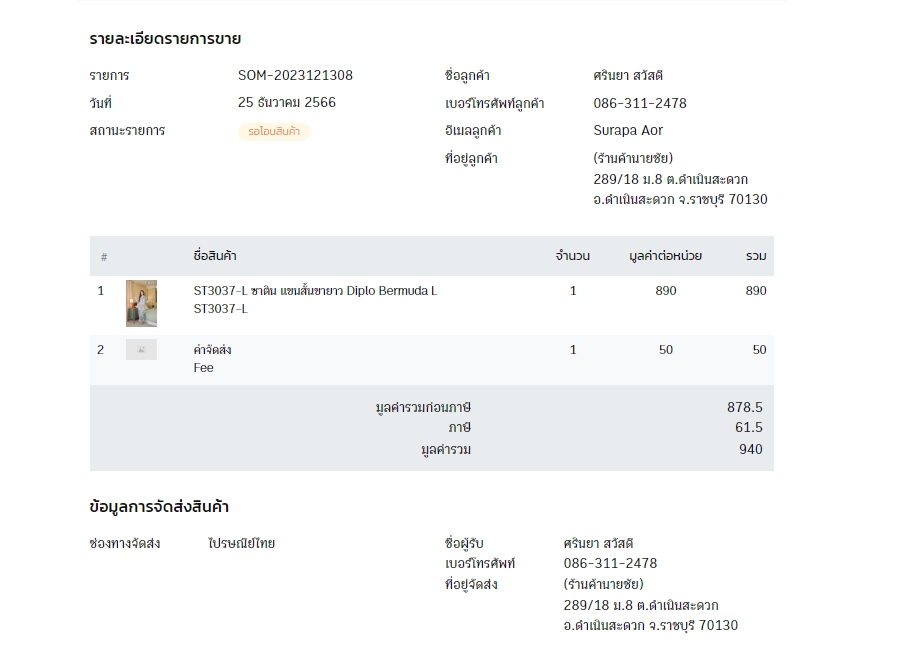 รายละเอียดรายการขาย
รายการ SOM-2023121308 ชื่อลูกค้า ศรินยา สวัสดี
วันที่ 25 ธันวาคม 2566 เบอร์โทรศัพท์ลูกค้า 086-311-2478
สถานะรายการ รอโอนสินค้า อีเมลลูกค้า Surapa Aor
ที่อยู่ลูกค้า (ร้านค้านายชัย)
289/18 ม.8 ต.ดำเนินสะดวก
อ.ดำเนินสะดวก จ.ราชบุรี 70130
# ชื่อสินค้า จำนวน มูลค่าต่อหน่วย รวม
1 ST3037-L ซาติน แขนสั้นขายาว Diplo Bermuda L 1 890 890
ST3037-L
2 ค่าจัดส่ง 1 50 50
Fee
มูลค่ารวมก่อนภาษี 878.5
ภาษี 61.5
มูลค่ารวม 940
ข้อมูลการจัดส่งสินค้า
ช่องทางจัดส่ง ไปรษณีย์ไทย ชื่อผู้รับ ศรินยา สวัสดี
เบอร์โทรศัพท์ 086-311-2478
ที่อยู่จัดส่ง (ร้านค้านายชัย)
289/18 ม.8 ต.ดำเนินสะดวก
อ.ดำเนินสะดวก จ.ราชบุรี 70130